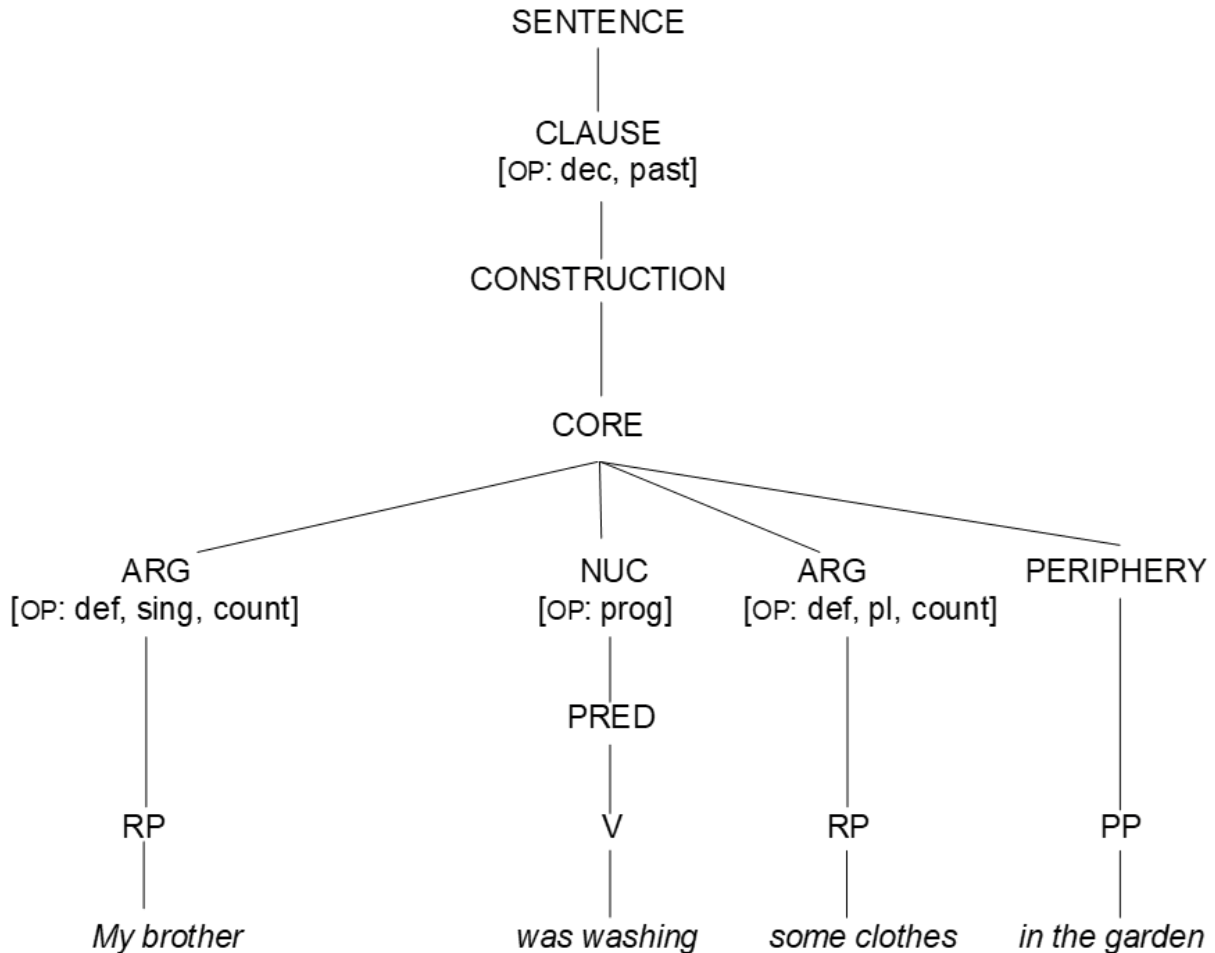 SENTENCE
CLAUSE
[OP: dec, past]
CONSTRUCTION
CORE
ARG NUC ARG PERIPHERY
[OP: def, sing, count] [OP: prog] [OP: def, pl, count]
PRED
RP V RP PP
My brother was washing some clothes in the garden